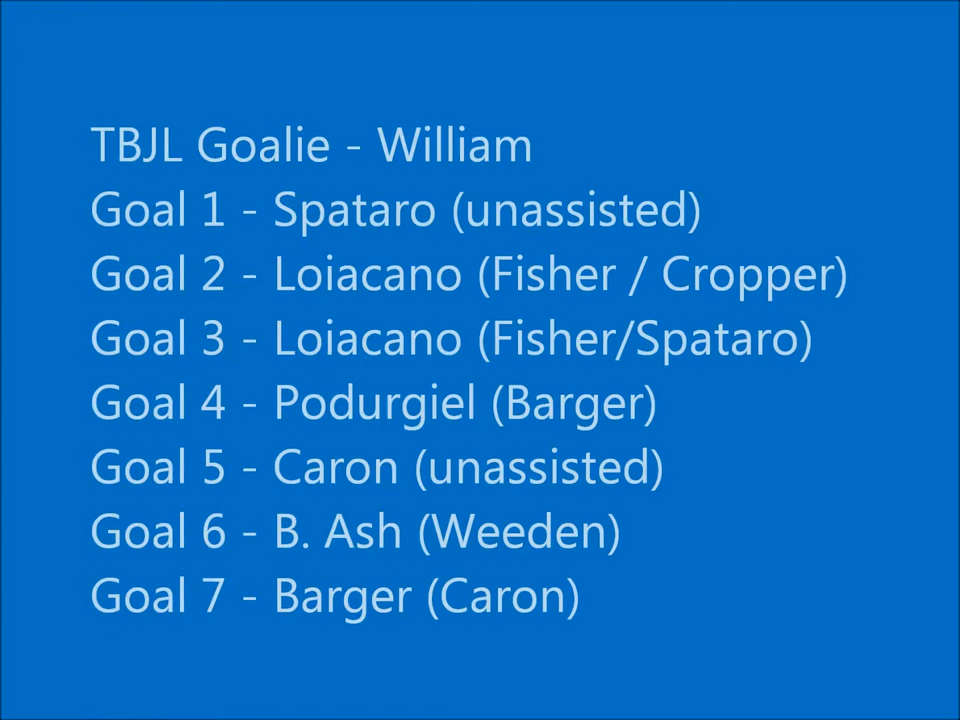 TBJL Goalie - William
Goal 1 - Spataro (unassisted)
Goal 2 - Loiacano (Fisher / Cropper)
Goal 3 - Loiacano (Fisher/Spataro)
Goal 4 - Podurgiel (Barger)
Goal 5 - Caron (unassisted)
Goal 6 - B. Ash (Weeden)
Goal 7 - Barger (Caron)